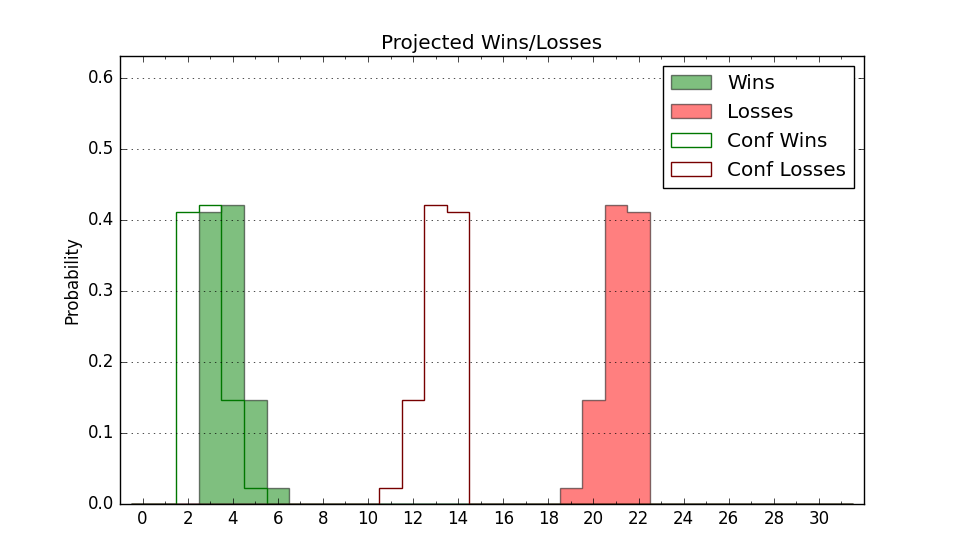 Projected Wins/Losses
Wins
Losses
Conf Wins
Conf Losses
Probability
0.6
0.5
0.4
0.3
0.2
0.1
0.0
0 2 4 6 8 10 12 14 16 18 20 22 24 26 28 30